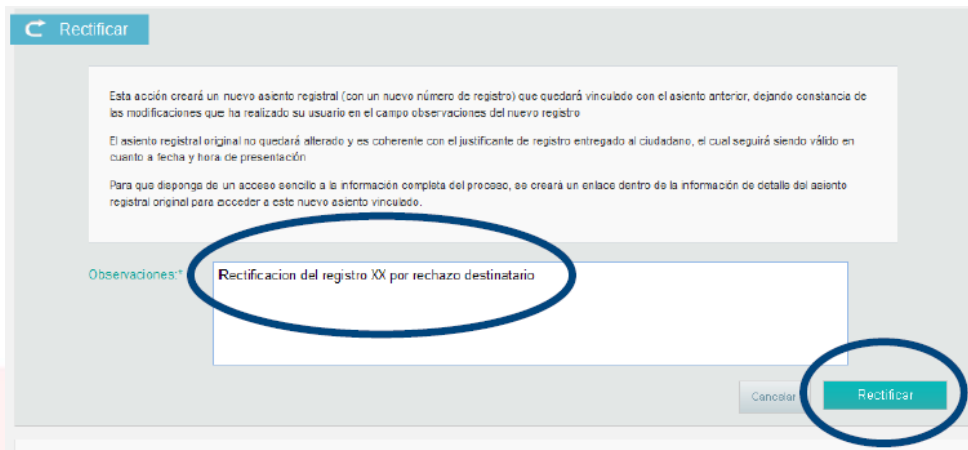 Rectificar
Esta acción creará un nuevo asiento registral (con un nuevo número de registro) que quedará vinculado con el asiento anterior, dejando constancia de
las modificaciones que ha realizado su usuario en el campo observaciones del nuevo registro
El asiento registral original no quedará alterado y es coherente con el justificante de registro entregado al ciudadano, el cual seguirá siendo válido en
cuanto a fecha y hora de presentación
Para que disponga de un acceso sencillo a la información completa del proceso, se creará un enlace dentro de la información de detalle del asiento
registral original para acceder a este nuevo asiento vinculado.
Observaciones:*
Rectificacion del registro XX por rechazo destinatario
Cancelar
Rectificar